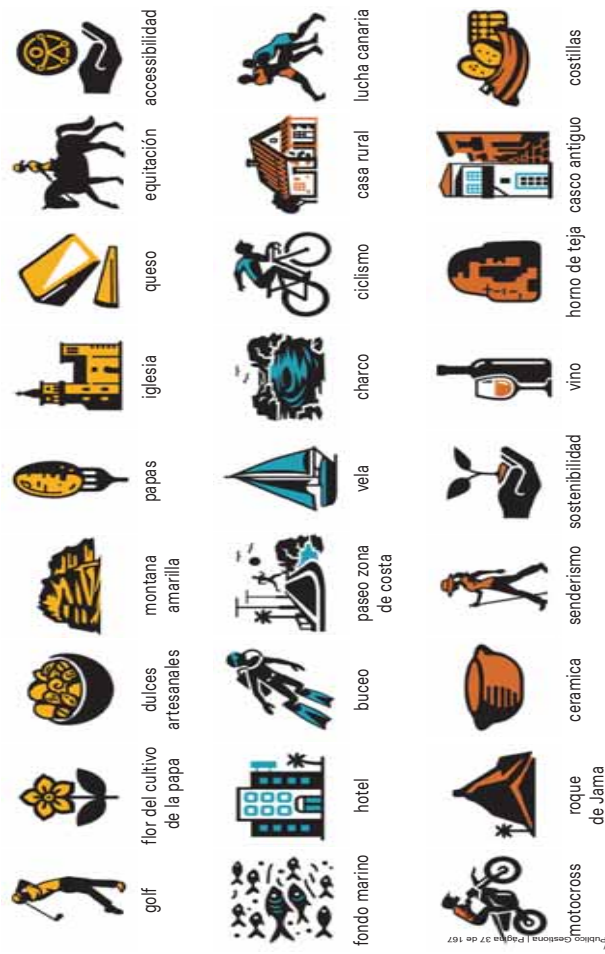 golf
flor del cultivo
de la papa
dulces
artesanales
montana
amarilla
papas
iglesia
queso
equitación
accessibilidad
fondo marino
hotel
buceo
paseo zona
de costa
vela
charco
ciclismo
casa rural
lucha canaria
motocross
roque
de Jama
ceramica
senderismo
sostenibilidad
vino
horno de teja
casco antiguo
costillas
Publico Gestiona | Página 37 de 167